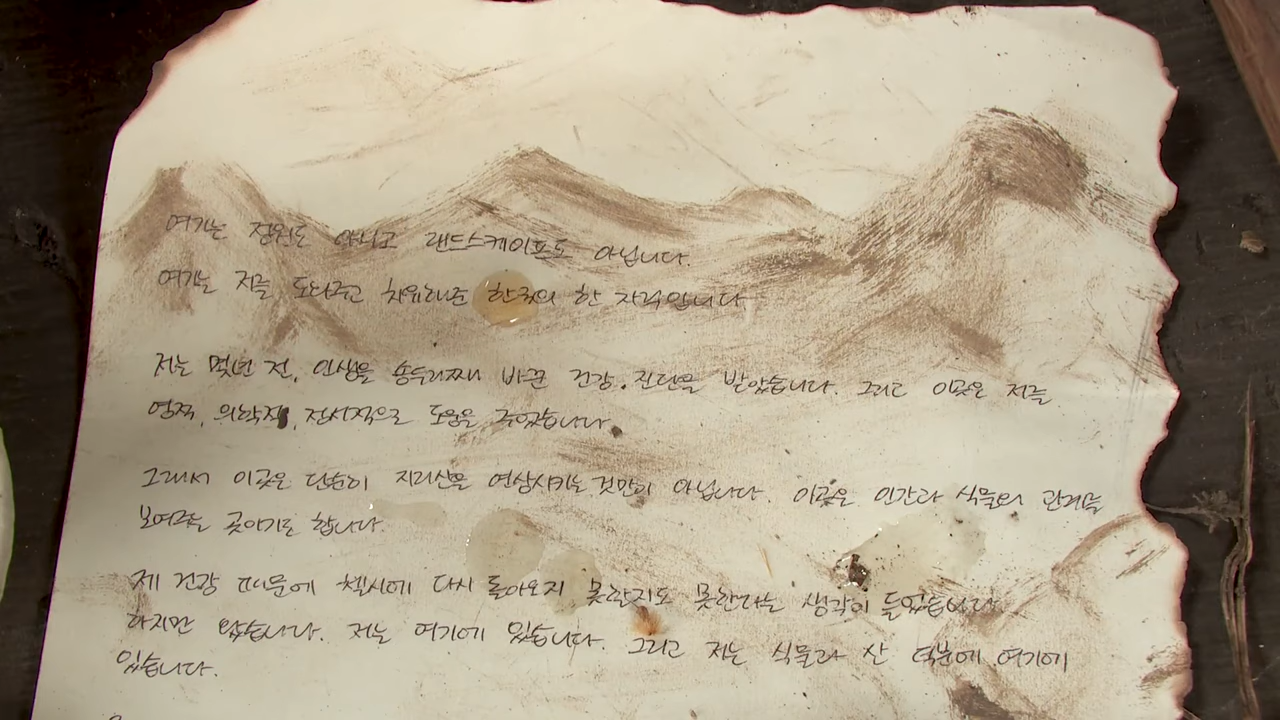 여기는 정원도 아니고 랜드스케이프도 아닙니다.
여기는 저를 도와주고 치유해준 한국의 한 자락입니다
저는 몇년 전, 인생을 송두리째 바꾼 건강 진단을 받았습니다. 그리고 이곳은 저를
영적, 의학적, 정서적으로 도움을 주었습니다.
그래서 이곳은 단순히 지리산을 연상시키는 것만이 아닙니다. 이곳은 인간과 식물의 관계를
보여주는 곳이기도 합니다.
제 건강 때문에 첼시에 다시 돌아오지 못할지도 못한다는 생각이 들었습니다.
하지만 왔습니다. 저는 여기에 있습니다. 그리고 저는 식물과 산 덕분에 여기에
있습니다.